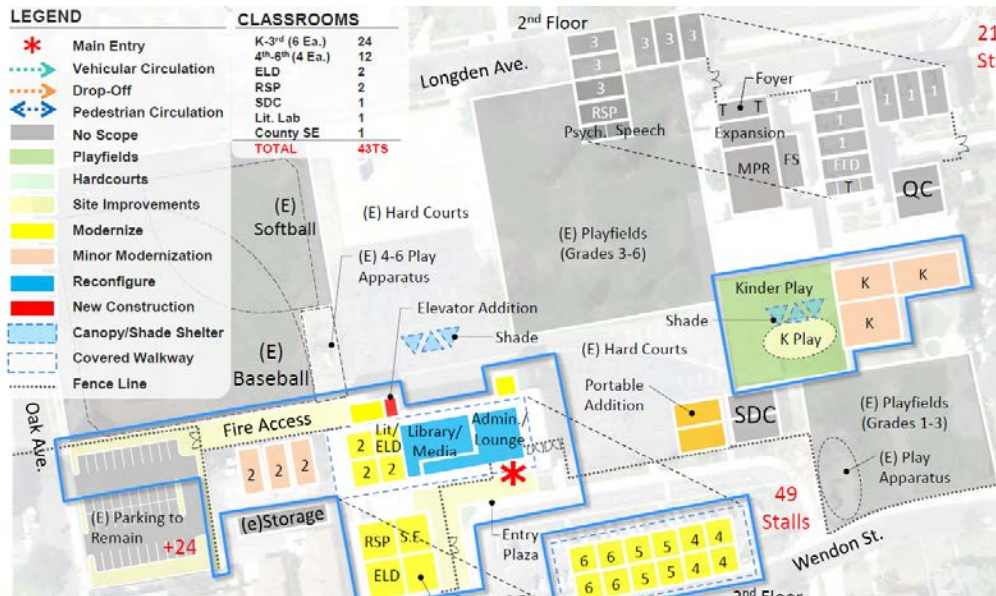 LEGEND
Main Entry
Vehicular Circulation
Drop-Off
Pedestrian Circulation
No Scope
Playfields
Hardcourts
Site Improvements
Modernize
Minor Modernization
Reconfigure
New Construction
Canopy/Shade Shelter
Covered Walkway
Fence Line
CLASSROOMS
K-3rd (6 Ea.) 24
4th-6th (4 Ea.) 12
ELD 2
RSP 2
SDC 1
Lit. Lab 1
County SE 1
TOTAL 43TS
2nd Floor
Longden Ave.
3
3
3
RSP
Psych. Speech
3 3 3
Foyer
T T
Expansion
MPR
FS
1
1
1
ELD
T
1 1 1
QC
21
St
(E)
Softball
(E) Hard Courts
(E) 4-6 Play
Apparatus
(E) Playfields
(Grades 3-6)
Elevator Addition
Shade
(E)
Baseball
(E) Hard Courts
Kinder Play
Shade
K Play
K K
K
Portable
Addition
SDC
(E) Playfields
(Grades 1-3)
(E) Play
Apparatus
Oak Ave.
Fire Access
2 2 2
Lit/
ELD
2
2 2
Library/
Media
Admin./
Lounge
(E) Parking to
Remain
+24
(e)Storage
RSP S.E
ELD
Entry
Plaza
49
Stalls
Wendon St.
6 6 5 5 4 4
6 6 5 5 4 4
2nd Floor